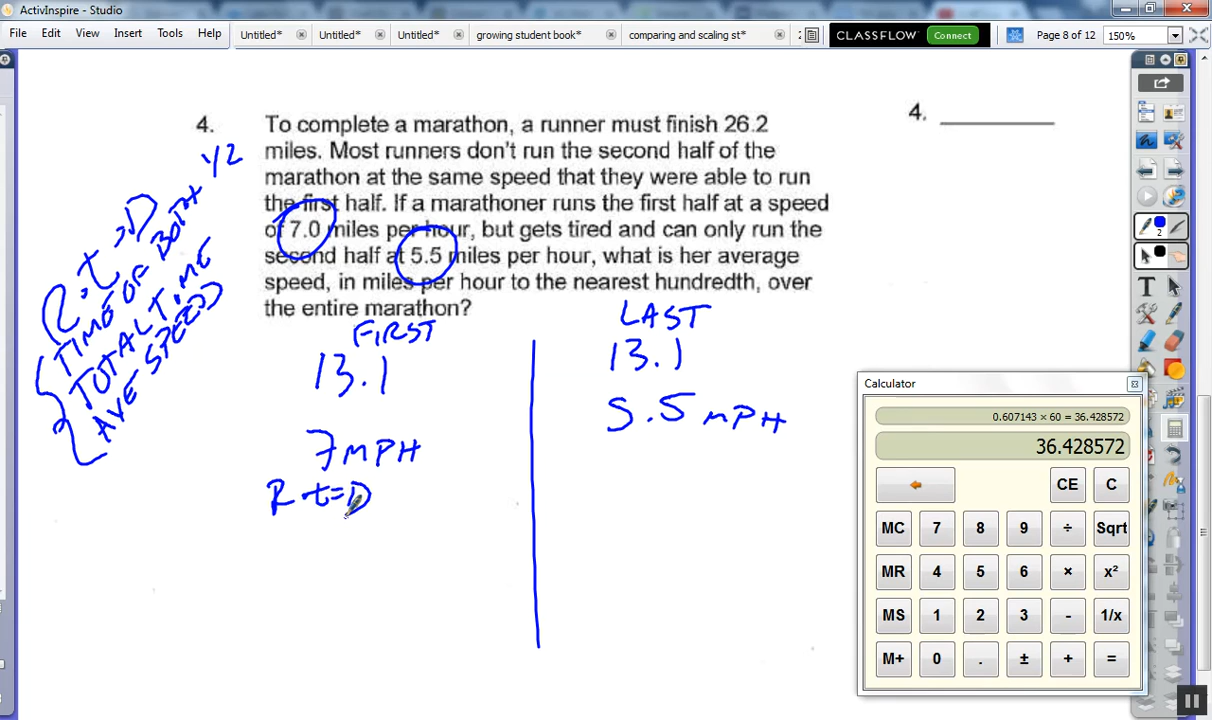 ActivInspire - Studio
File Edit View Insert Tools Help
Untitled* Untitled* Untitled* growing student book* comparing and scaling st* CLASSFLOW Connect Page 8 of 12 150%
4. To complete a marathon, a runner must finish 26.2
miles. Most runners don't run the second half of the
marathon at the same speed that they were able to run
the first half. If a marathoner runs the first half at a speed
of 7.0 miles per hour, but gets tired and can only run the
second half at 5.5 miles per hour, what is her average
speed, in miles per hour to the nearest hundredth, over
the entire marathon?
4. __________
R·t=D
TIME OF BOTH 1/2
TOTAL TIME
AVE SPEED
FIRST
13.1
7 MPH
R t=D
LAST
13.1
5.5 MPH
Calculator
0.607143 × 60 = 36.428572
36.428572
CE C
MC 7 8 9 ÷ Sqrt
MR 4 5 6 × x²
MS 1 2 3 - 1/x
M+ 0 . ± + =
2
T